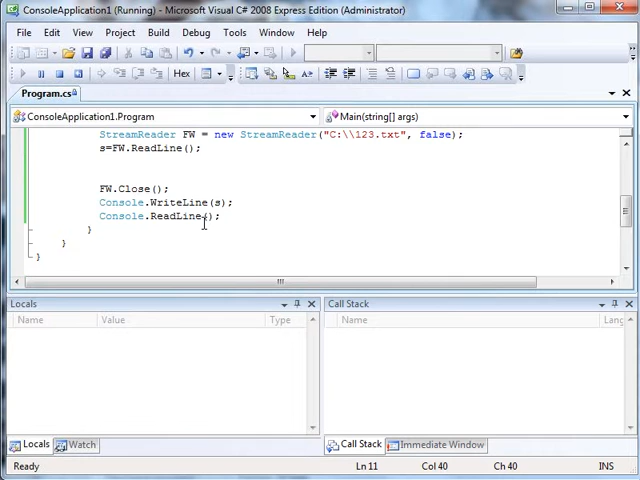 ConsoleApplication1 (Running) - Microsoft Visual C# 2008 Express Edition (Administrator)
File Edit View Project Build Debug Data Tools Window Help
Hex
Program.cs
ConsoleApplication1.Program Main(string[] args)
StreamReader FW = new StreamReader("C:\\123.txt", false);
s=FW.ReadLine();
FW.Close();
Console.WriteLine(s);
Console.ReadLine();
}
}
}
Locals Call Stack
Name Value Type Name Lang
Locals Watch Call Stack Immediate Window
Ready Ln 11 Col 40 Ch 40 INS